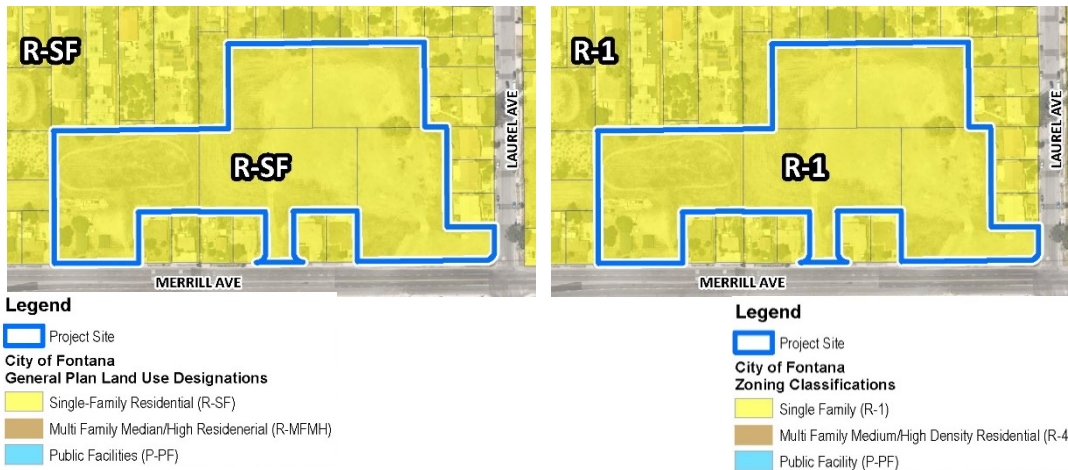 R-SF
R-SF
LAUREL AVE
MERRILL AVE
Legend
Project Site
City of Fontana
General Plan Land Use Designations
Single-Family Residential (R-SF)
Multi Family Median/High Residenerial (R-MFMH)
Public Facilities (P-PF)
R-1
R-1
LAUREL AVE
MERRILL AVE
Legend
Project Site
City of Fontana
Zoning Classifications
Single Family (R-1)
Multi Family Medium/High Density Residential (R-4
Public Facility (P-PF)